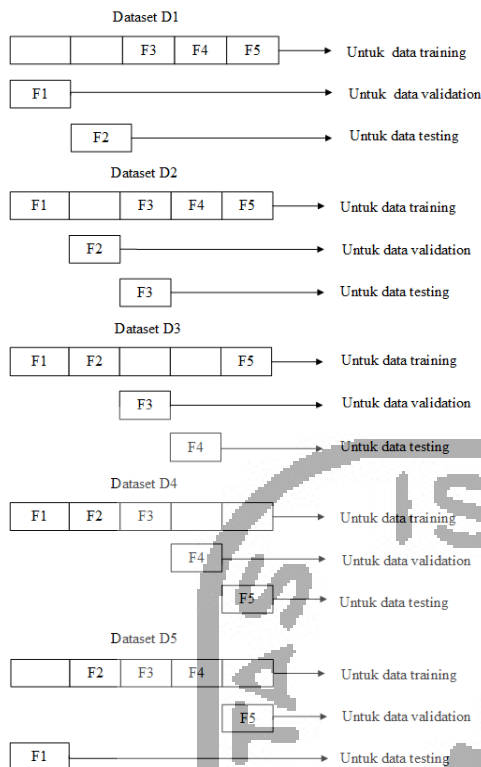 Dataset D1
F3 F4 F5 Untuk data training
F1 Untuk data validation
F2 Untuk data testing
Dataset D2
F1 F3 F4 F5 Untuk data training
F2 Untuk data validation
F3 Untuk data testing
Dataset D3
F1 F2 F5 Untuk data training
F3 Untuk data validation
F4 Untuk data testing
Dataset D4
F1 F2 F3 Untuk data training
F4 Untuk data validation
F5 Untuk data testing
Dataset D5
F2 F3 F4 Untuk data training
F5 Untuk data validation
F1 Untuk data testing